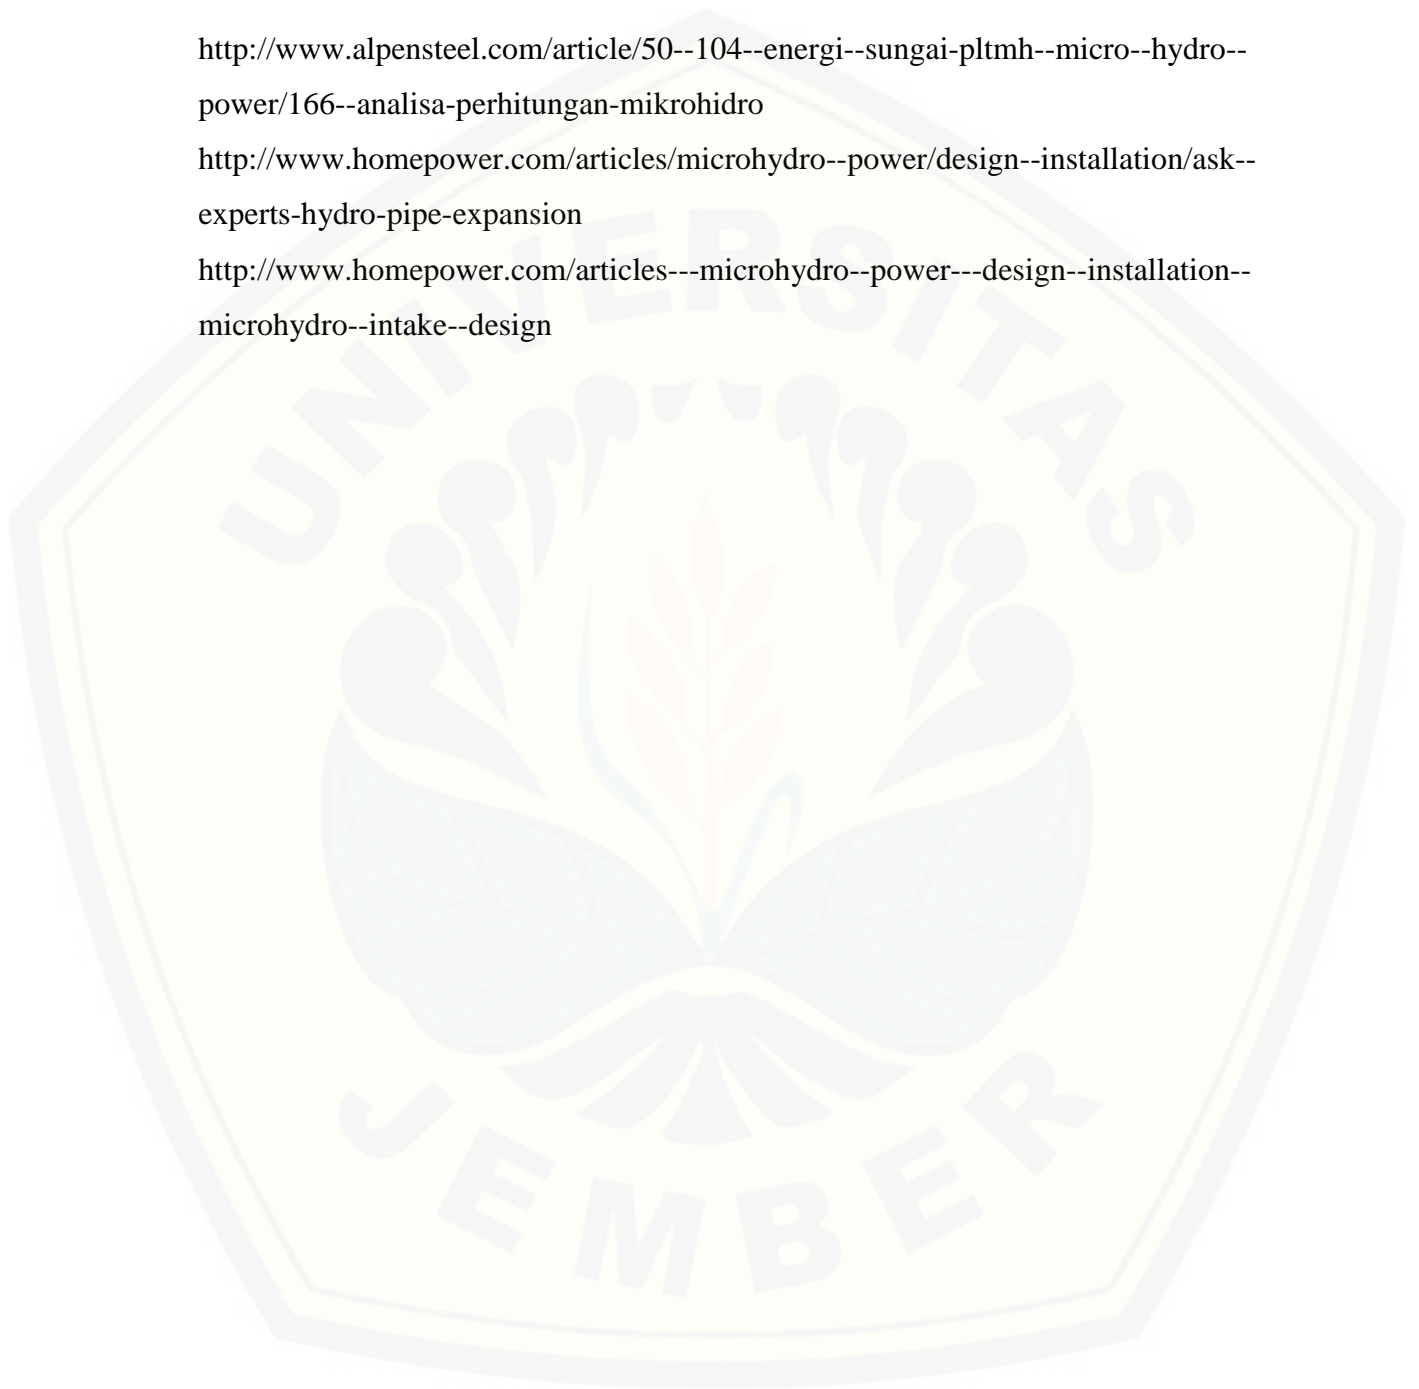 http://www.alpensteel.com/article/50--104--energi--sungai-pltmh--micro--hydro--
power/166--analisa-perhitungan-mikrohidro
http://www.homepower.com/articles/microhydro--power/design--installation/ask--
experts-hydro-pipe-expansion
http://www.homepower.com/articles---microhydro--power---design--installation--
microhydro--intake--design
UNIVERSITAS
JEMBER